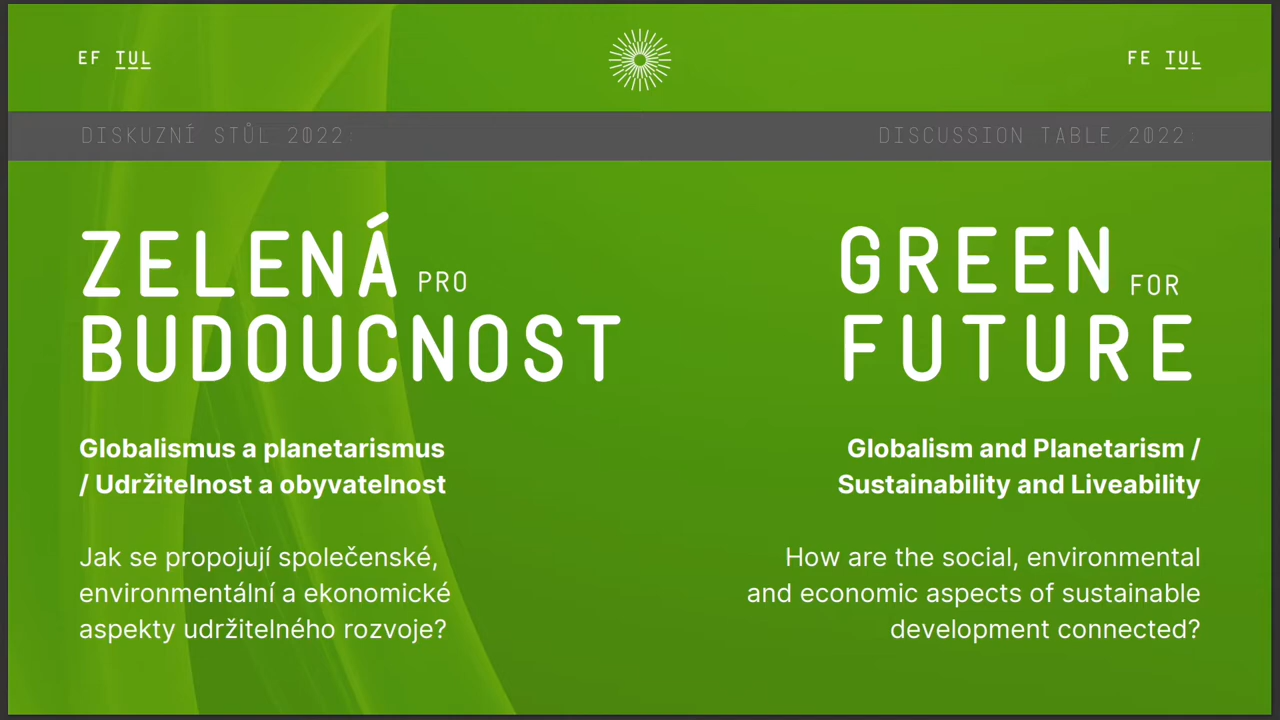 EF TUL
FE TUL
DISKUZNÍ STŮL 2022:
DISCUSSION TABLE 2022:
ZELENÁ PRO
BUDOUCNOST
GREEN FOR
FUTURE
Globalismus a planetarismus
/ Udržitelnost a obyvatelnost
Globalism and Planetarism /
Sustainability and Liveability
Jak se propojují společenské,
environmentální a ekonomické
aspekty udržitelného rozvoje?
How are the social, environmental
and economic aspects of sustainable
development connected?